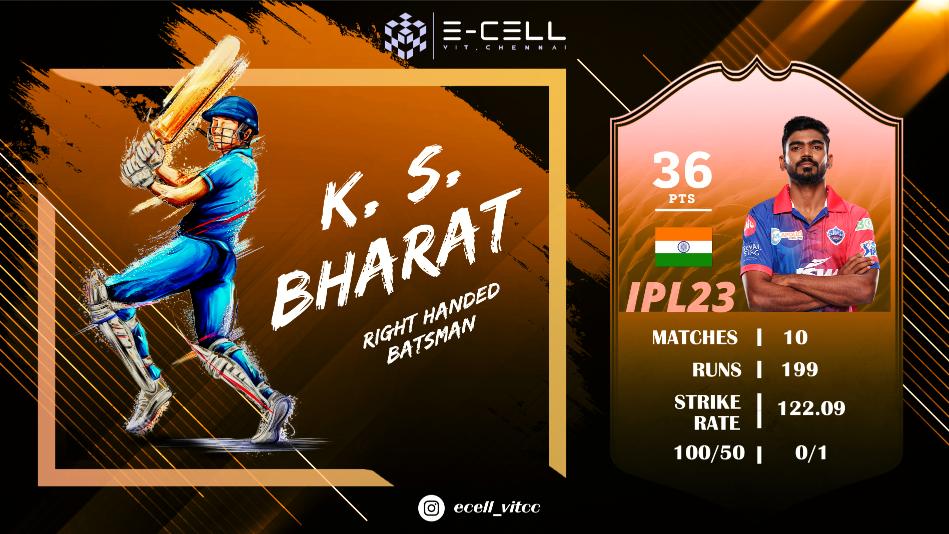 E-CELL
VIT, CHENNAI
K. S.
BHARAT
RIGHT HANDED
BATSMAN
36
PTS
IPL23
MATCHES | 10
RUNS | 199
STRIKE
RATE | 122.09
100/50 | 0/1
ecell_vitcc